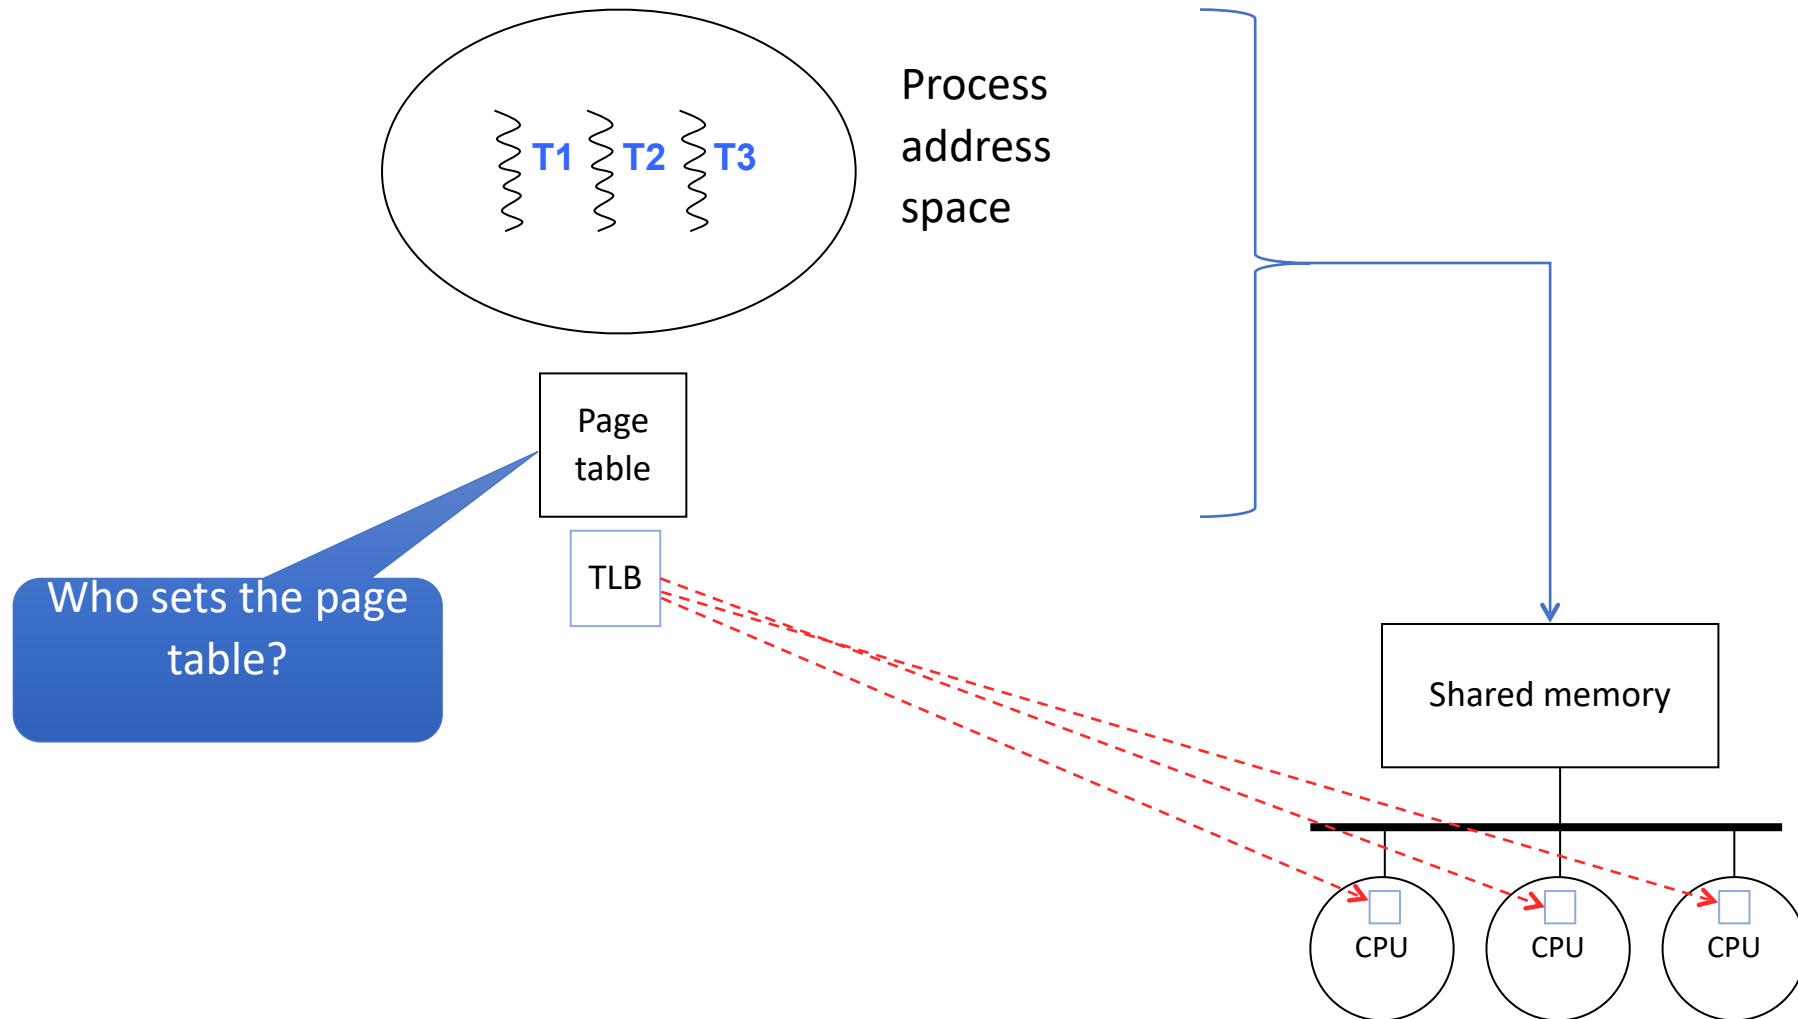 Process
address
space
T1 T2 T3
Page
table
TLB
Who sets the page
table?
Shared memory
CPU CPU CPU